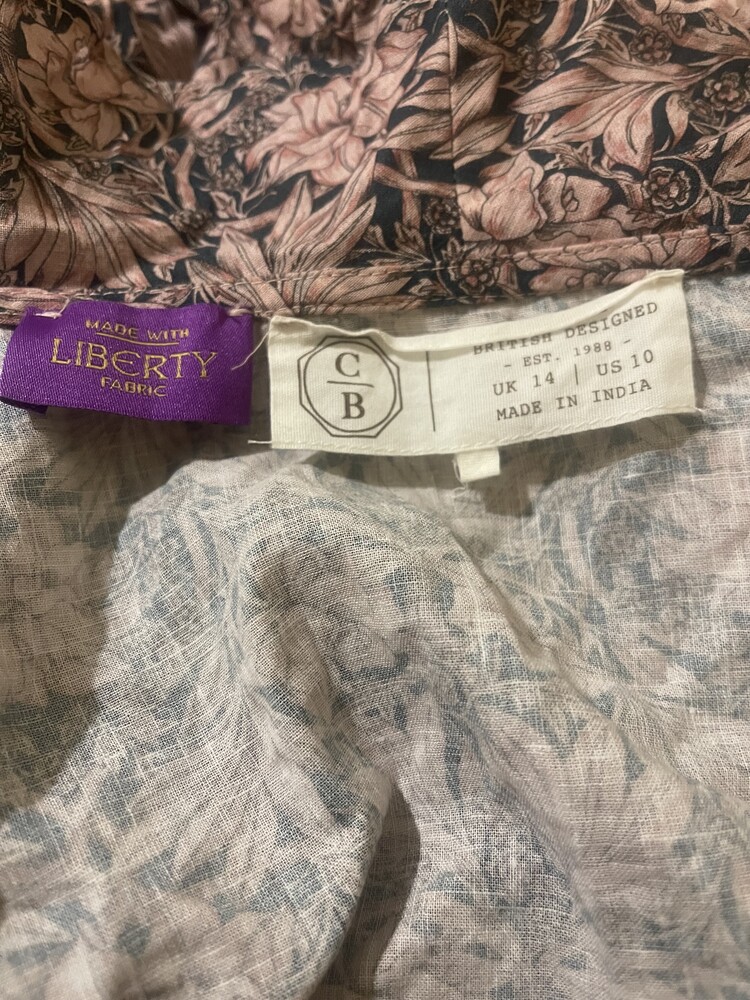 MADE WITH
LIBERTY
FABRIC
C
B
BRITISH DESIGNED
- EST. 1988 -
UK 14 | US 10
MADE IN INDIA